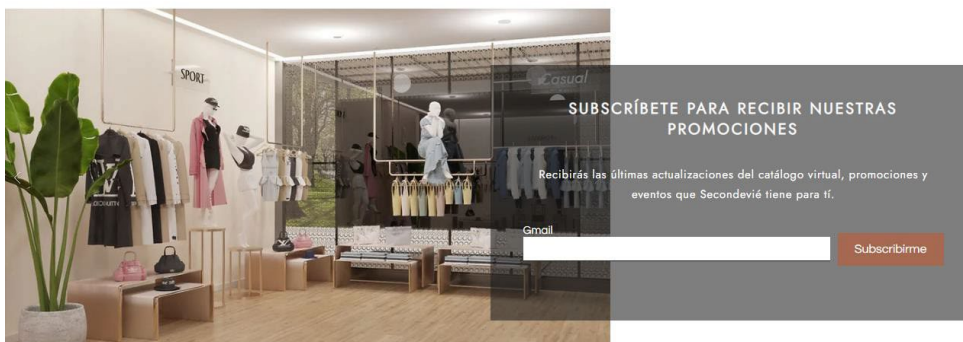 SPORT
Casual
SUBSCRÍBETE PARA RECIBIR NUESTRAS
PROMOCIONES
Recibirás las últimas actualizaciones del catálogo virtual, promociones y
eventos que Secondevié tiene para tí.
Gmail
Subscribirme